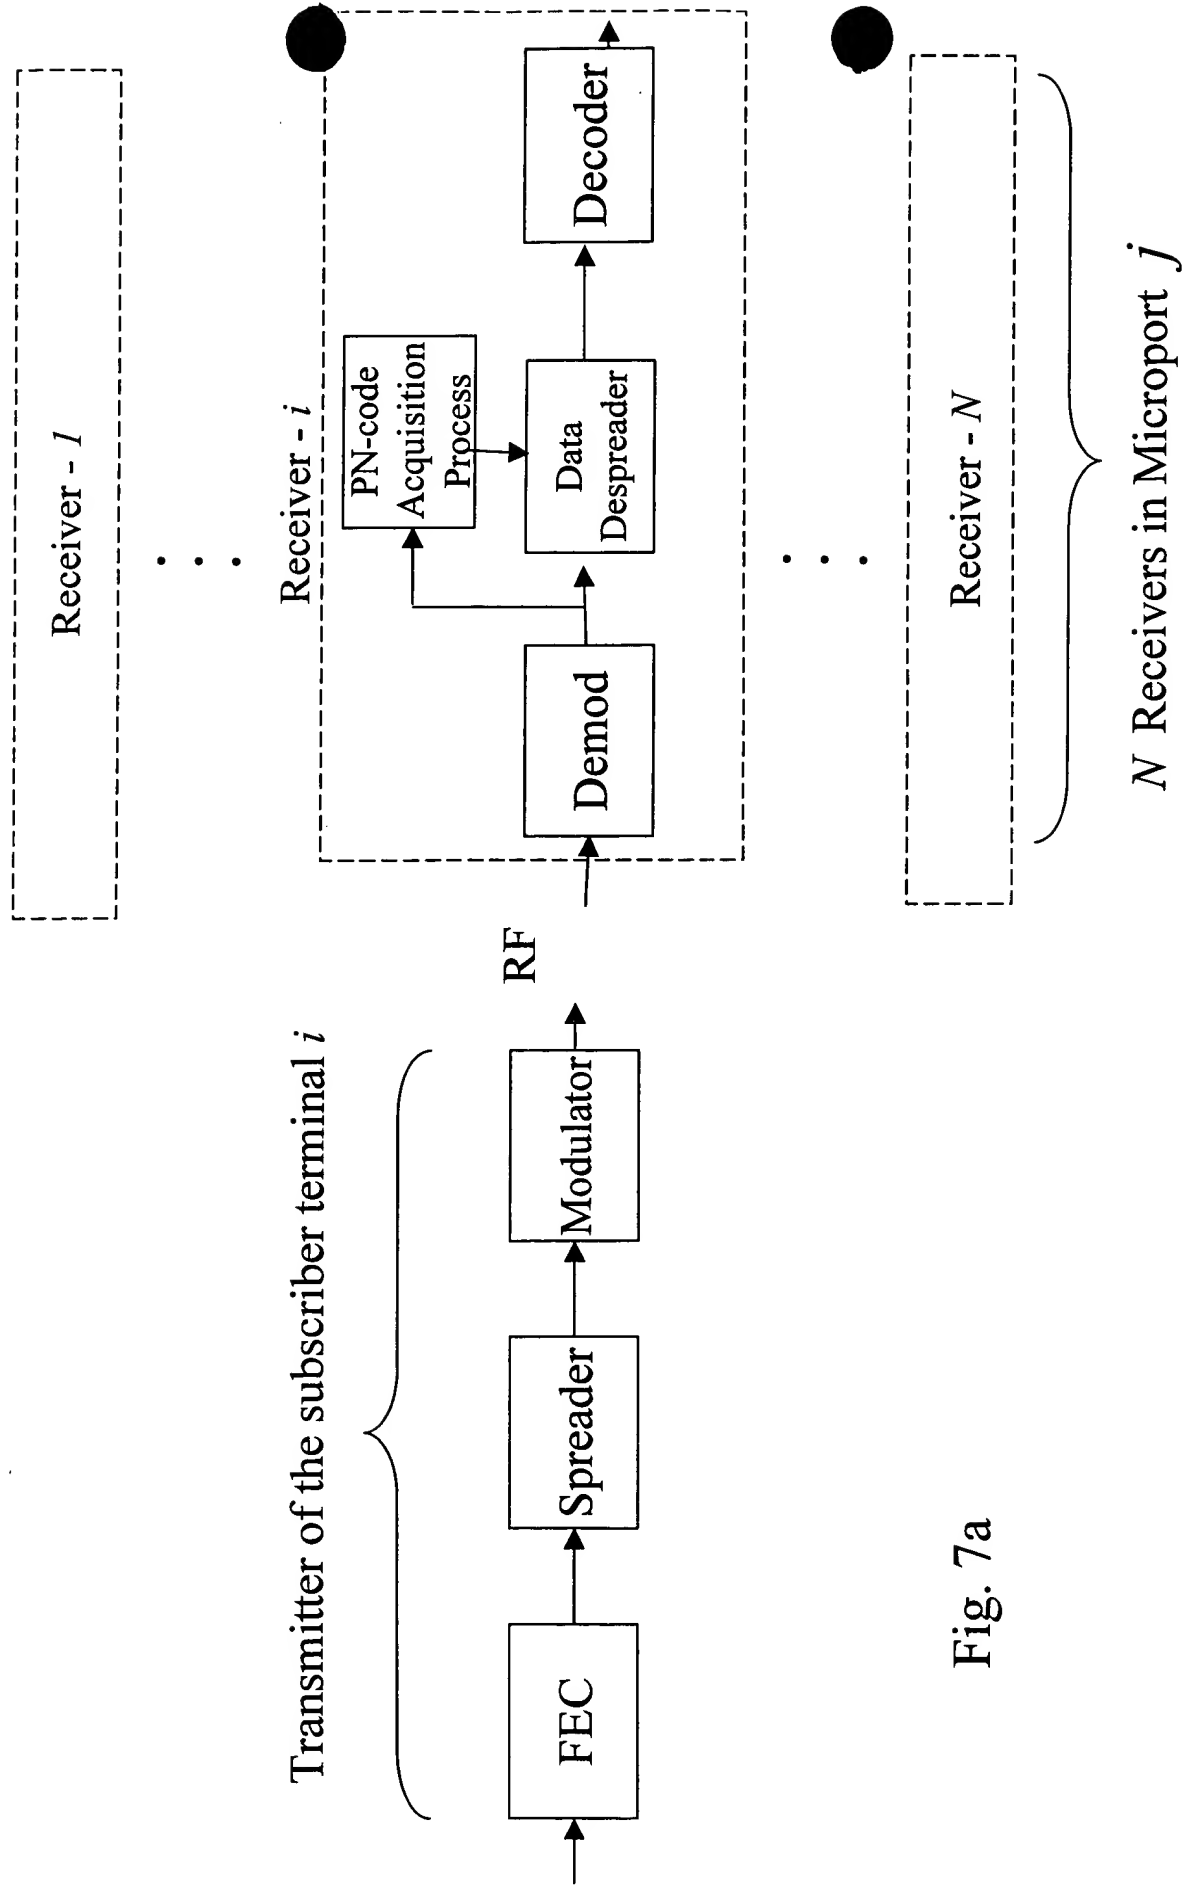 Receiver - 1
Transmitter of the subscriber terminal i
Receiver - i
PN-code
Acquisition
Process
RF
FEC
Spreader
Modulator
Demod
Data
Despreader
Decoder
Receiver - N
N Receivers in Microport j
Fig. 7a